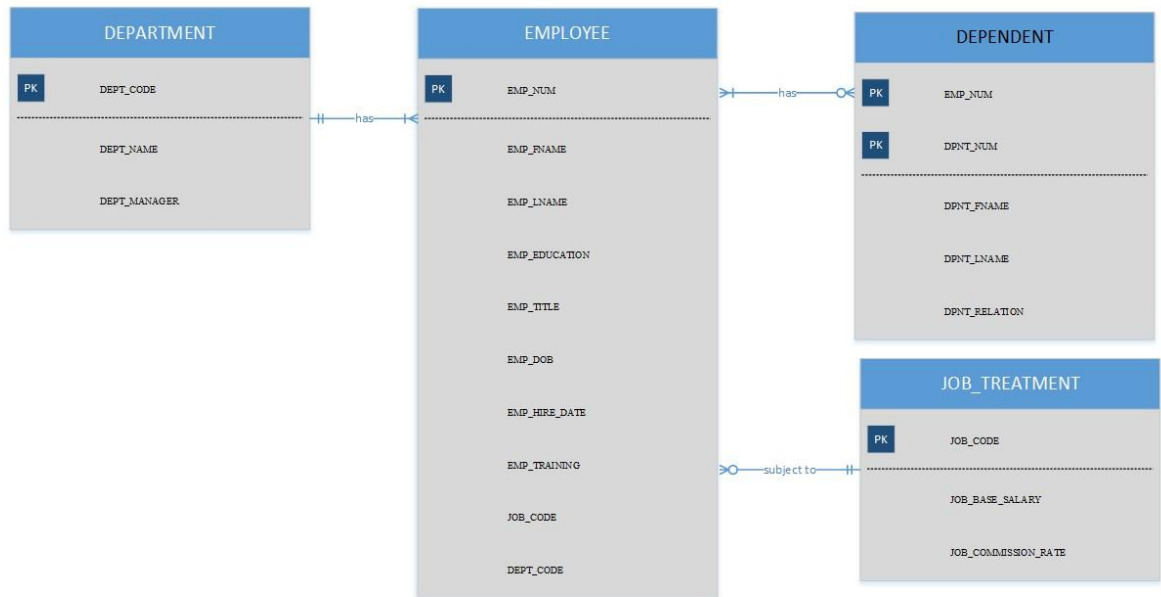 DEPARTMENT
PK DEPT_CODE
DEPT_NAME
DEPT_MANAGER
has
EMPLOYEE
PK EMP_NUM
EMP_FNAME
EMP_LNAME
EMP_EDUCATION
EMP_TITLE
EMP_DOB
EMP_HIRE_DATE
EMP_TRAINING
JOB_CODE
DEPT_CODE
has
DEPENDENT
PK EMP_NUM
PK DPNT_NUM
DPNT_FNAME
DPNT_LNAME
DPNT_RELATION
subject to
JOB_TREATMENT
PK JOB_CODE
JOB_BASE_SALARY
JOB_COMMISSION_RATE